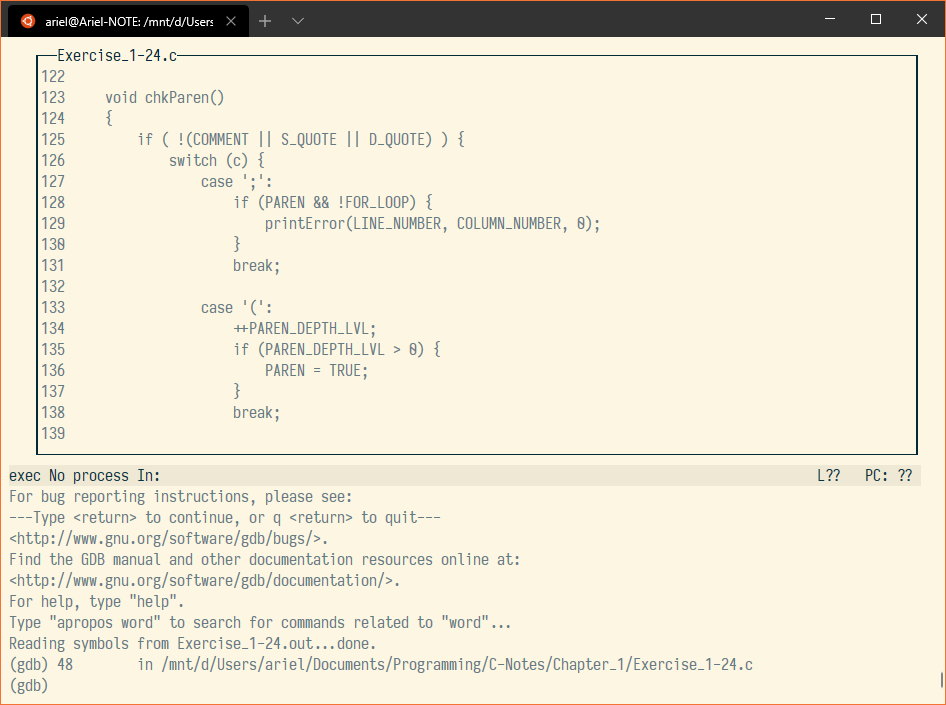 ariel@Ariel-NOTE: /mnt/d/Users
Exercise_1-24.c
122
123     void chkParen()
124     {
125         if ( !(COMMENT || S_QUOTE || D_QUOTE) ) {
126             switch (c) {
127                 case ';':
128                     if (PAREN && !FOR_LOOP) {
129                         printError(LINE_NUMBER, COLUMN_NUMBER, 0);
130                     }
131                     break;
132
133                 case '(':
134                     ++PAREN_DEPTH_LVL;
135                     if (PAREN_DEPTH_LVL > 0) {
136                         PAREN = TRUE;
137                     }
138                     break;
139
exec No process In:                                                                                  L??   PC: ??
For bug reporting instructions, please see:
---Type <return> to continue, or q <return> to quit---
<http://www.gnu.org/software/gdb/bugs/>.
Find the GDB manual and other documentation resources online at:
<http://www.gnu.org/software/gdb/documentation/>.
For help, type "help".
Type "apropos word" to search for commands related to "word"...
Reading symbols from Exercise_1-24.out...done.
(gdb) 48        in /mnt/d/Users/ariel/Documents/Programming/C-Notes/Chapter_1/Exercise_1-24.c
(gdb)